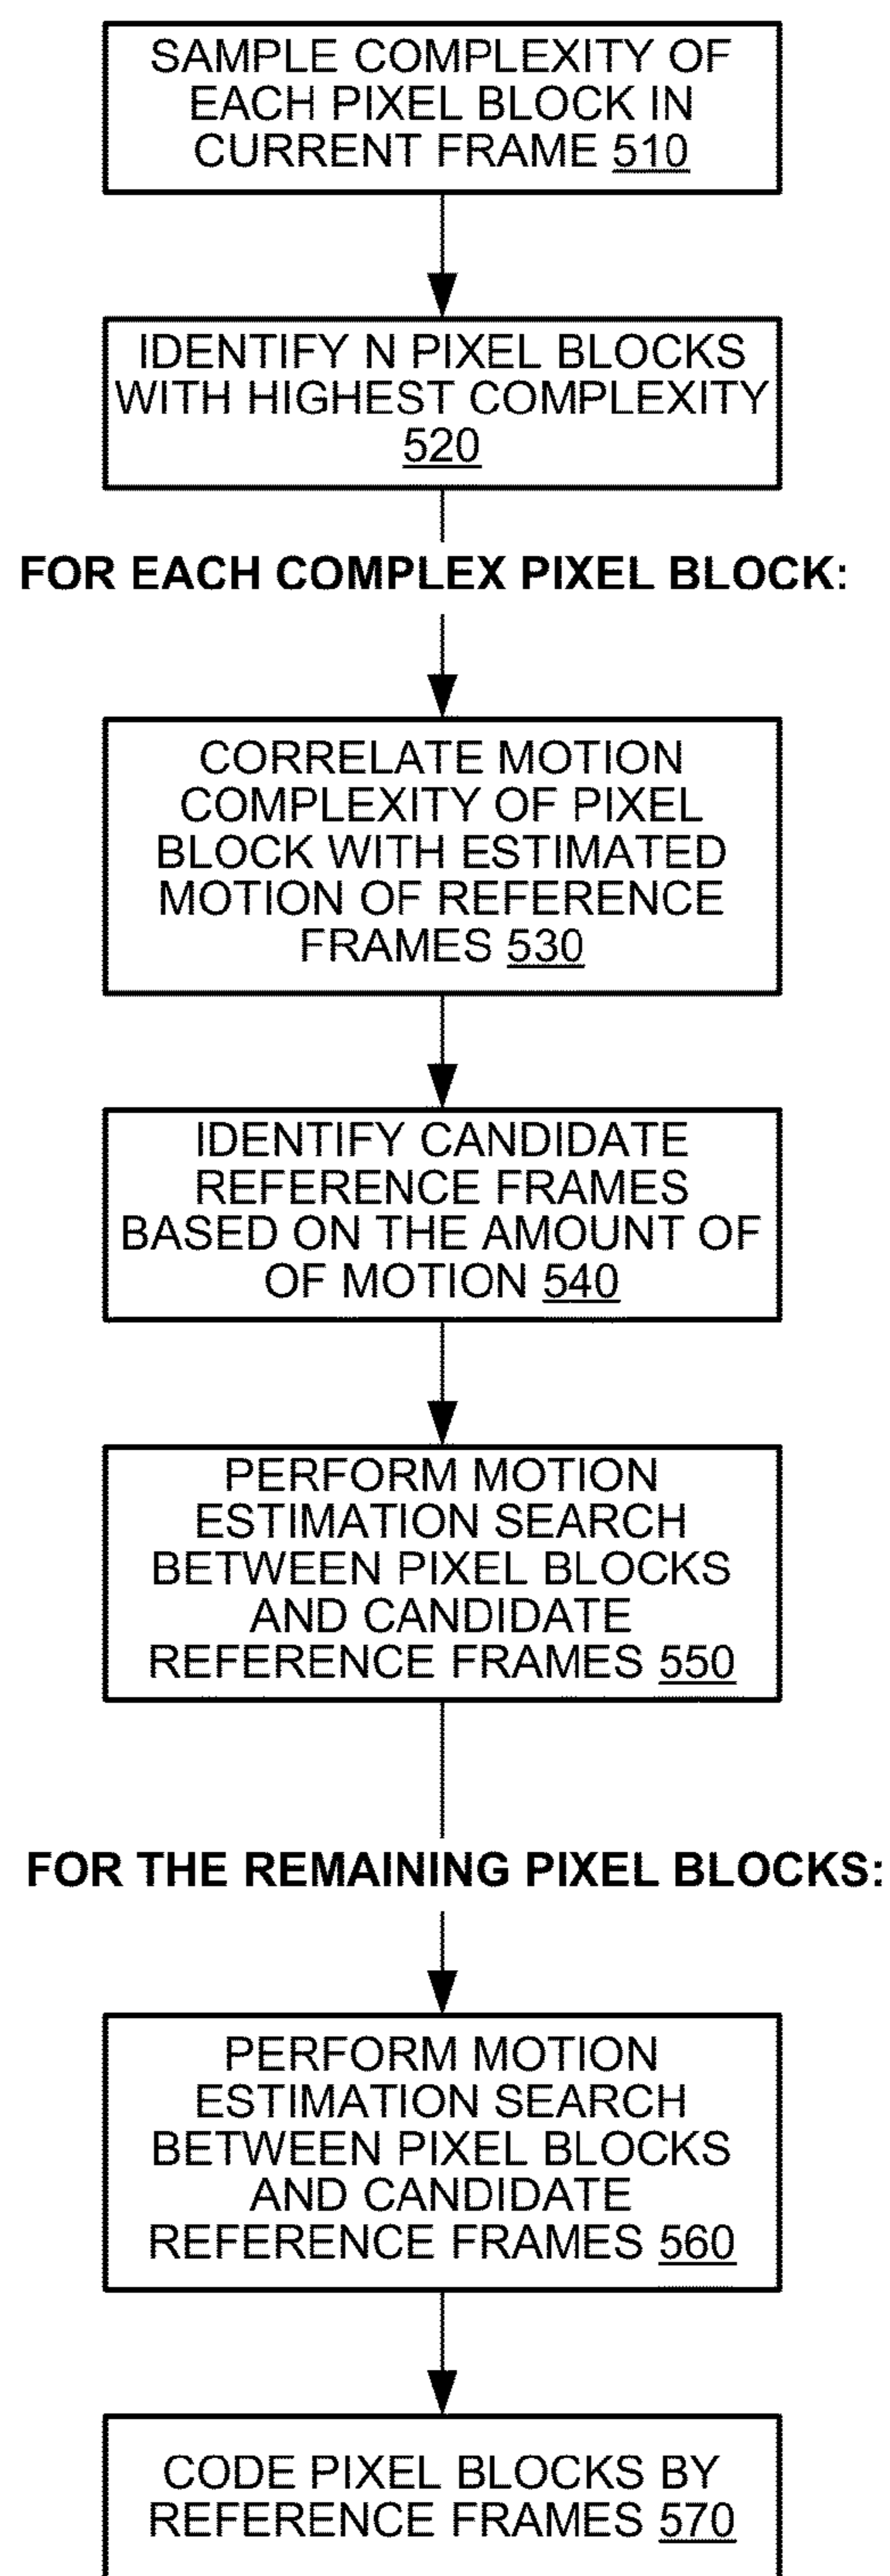 SAMPLE COMPLEXITY OF
EACH PIXEL BLOCK IN
CURRENT FRAME 510
IDENTIFY N PIXEL BLOCKS
WITH HIGHEST COMPLEXITY
520
FOR EACH COMPLEX PIXEL BLOCK:
CORRELATE MOTION
COMPLEXITY OF PIXEL
BLOCK WITH ESTIMATED
MOTION OF REFERENCE
FRAMES 530
IDENTIFY CANDIDATE
REFERENCE FRAMES
BASED ON THE AMOUNT OF
OF MOTION 540
PERFORM MOTION
ESTIMATION SEARCH
BETWEEN PIXEL BLOCKS
AND CANDIDATE
REFERENCE FRAMES 550
FOR THE REMAINING PIXEL BLOCKS:
PERFORM MOTION
ESTIMATION SEARCH
BETWEEN PIXEL BLOCKS
AND CANDIDATE
REFERENCE FRAMES 560
CODE PIXEL BLOCKS BY
REFERENCE FRAMES 570